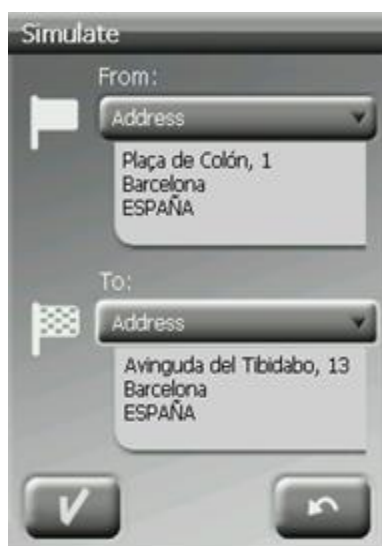 Simulate
From:
Address
Plaça de Colón, 1
Barcelona
ESPAÑA
To:
Address
Avinguda del Tibidabo, 13
Barcelona
ESPAÑA